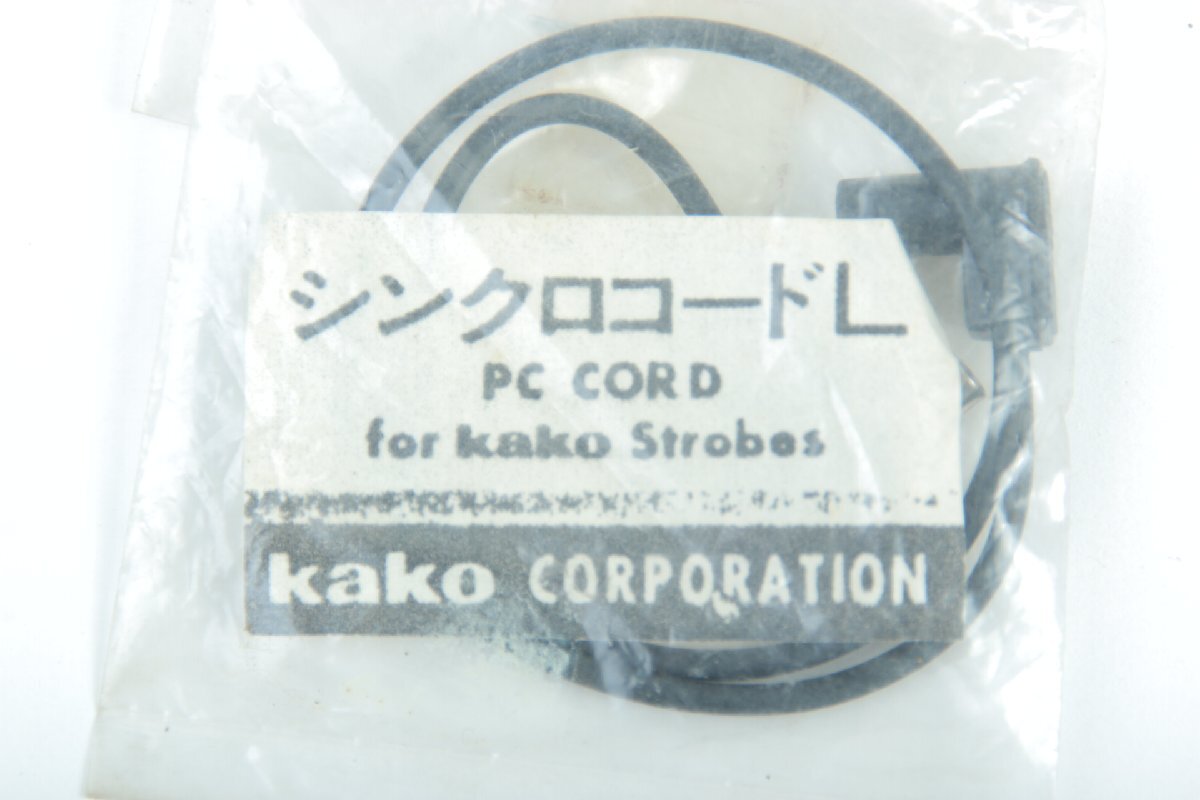 シンクロコードL
PC CORD
for kako Strobes
kako CORPORATION